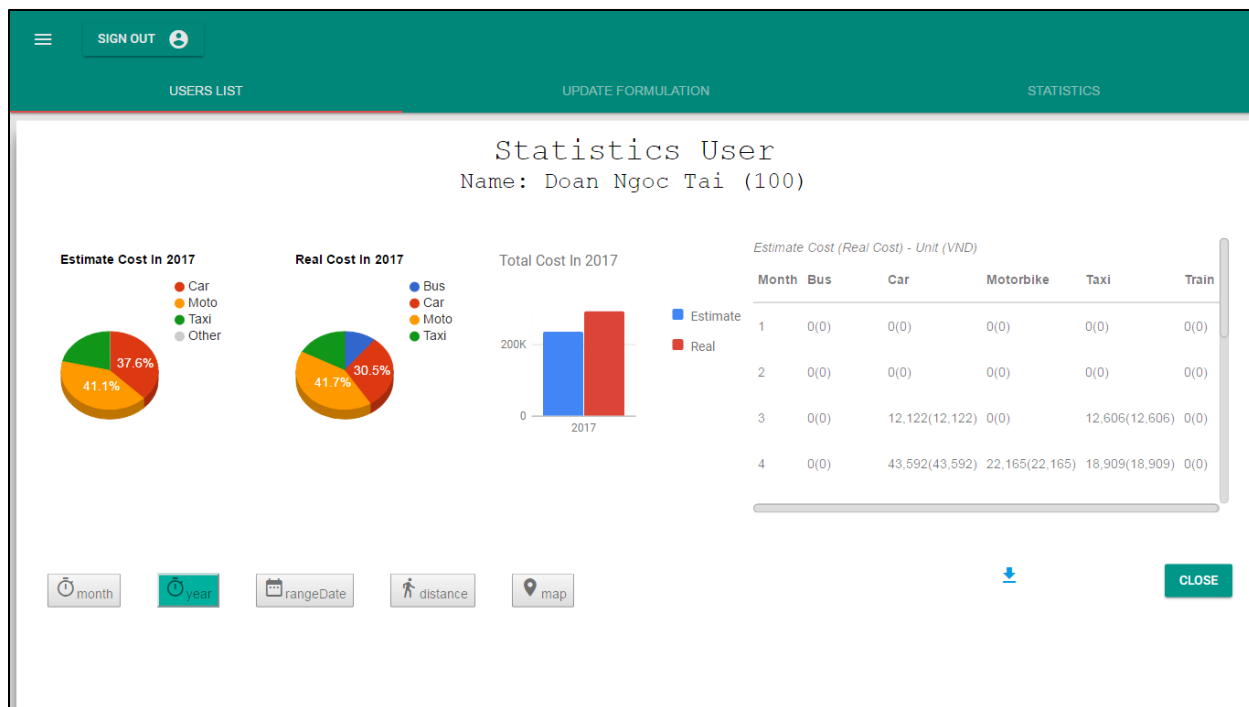 SIGN OUT
USERS LIST UPDATE FORMULATION STATISTICS
Statistics User
Name: Doan Ngoc Tai (100)
Estimate Cost In 2017
Car
Moto
Taxi
Other
37.6%
41.1%
Real Cost In 2017
Bus
Car
Moto
Taxi
30.5%
41.7%
Total Cost In 2017
Estimate
Real
200K
0
2017
Estimate Cost (Real Cost) - Unit (VND)
Month Bus Car Motorbike Taxi Train
1 0(0) 0(0) 0(0) 0(0) 0(0)
2 0(0) 0(0) 0(0) 0(0) 0(0)
3 0(0) 12,122(12,122) 0(0) 12,606(12,606) 0(0)
4 0(0) 43,592(43,592) 22,165(22,165) 18,909(18,909) 0(0)
month year rangeDate distance map
CLOSE